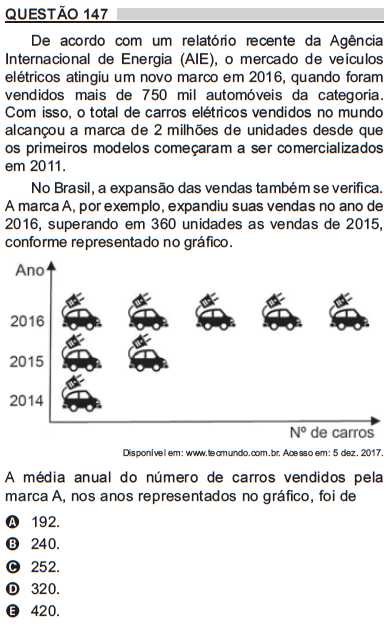 QUESTÃO 147
De acordo com um relatório recente da Agência
Internacional de Energia (AIE), o mercado de veículos
elétricos atingiu um novo marco em 2016, quando foram
vendidos mais de 750 mil automóveis da categoria.
Com isso, o total de carros elétricos vendidos no mundo
alcançou a marca de 2 milhões de unidades desde que
os primeiros modelos começaram a ser comercializados
em 2011.
No Brasil, a expansão das vendas também se verifica.
A marca A, por exemplo, expandiu suas vendas no ano de
2016, superando em 360 unidades as vendas de 2015,
conforme representado no gráfico.
Ano
2016
2015
2014
Nº de carros
Disponível em: www.tecmundo.com.br. Acesso em: 5 dez. 2017.
A média anual do número de carros vendidos pela
marca A, nos anos representados no gráfico, foi de
A 192.
B 240.
C 252.
D 320.
E 420.